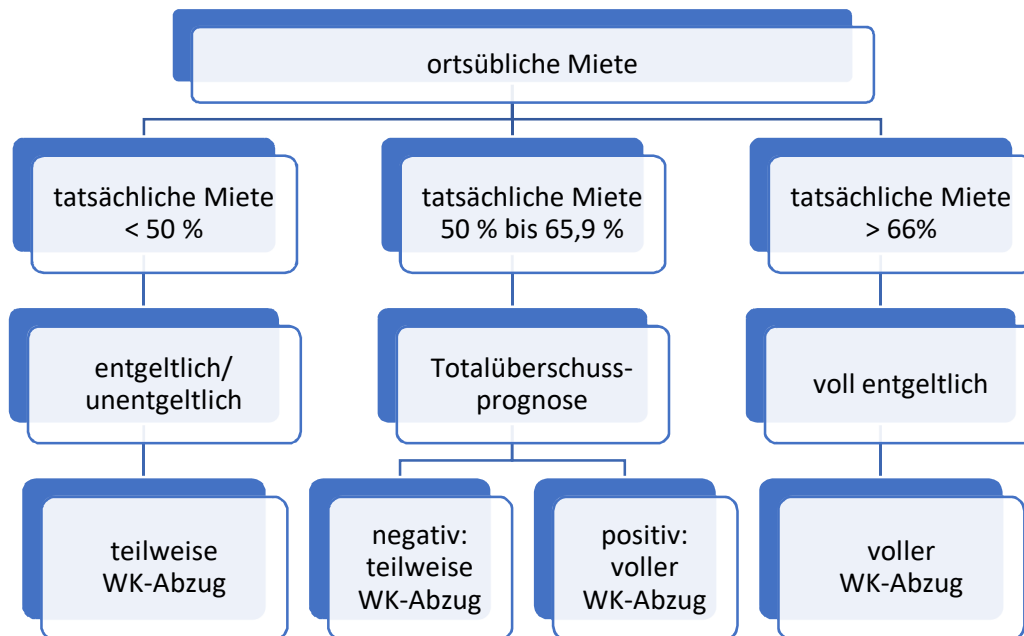 ortsübliche Miete
tatsächliche Miete
< 50 %
tatsächliche Miete
50 % bis 65,9 %
tatsächliche Miete
> 66%
entgeltlich/
unentgeltlich
Totalüberschuss-
prognose
voll entgeltlich
teilweise
WK-Abzug
negativ:
teilweise
WK-Abzug
positiv:
voller
WK-Abzug
voller
WK-Abzug